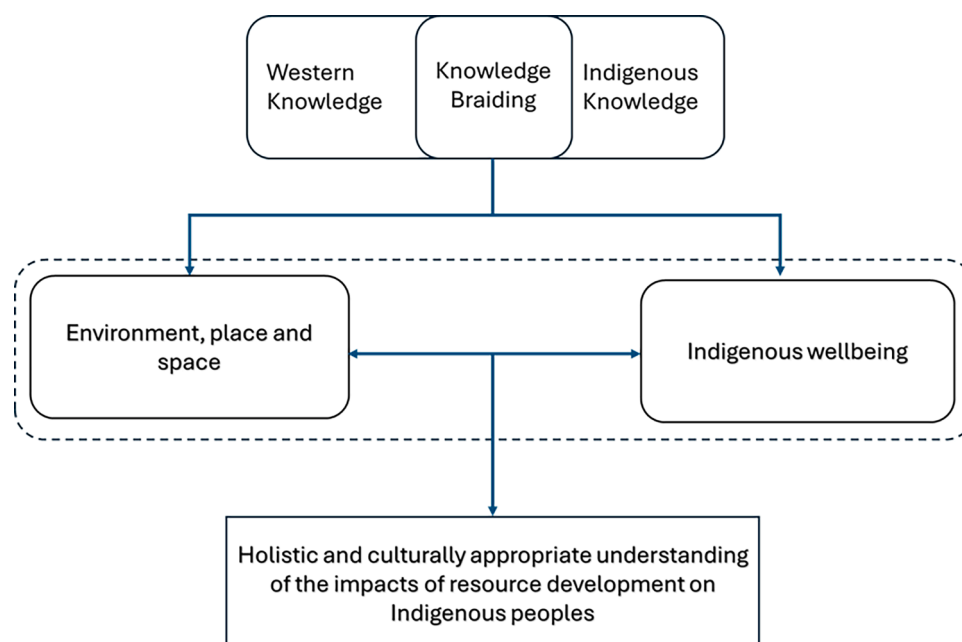 Western
Knowledge
Knowledge
Braiding
Indigenous
Knowledge
Environment, place and
space
Indigenous wellbeing
Holistic and culturally appropriate understanding
of the impacts of resource development on
Indigenous peoples